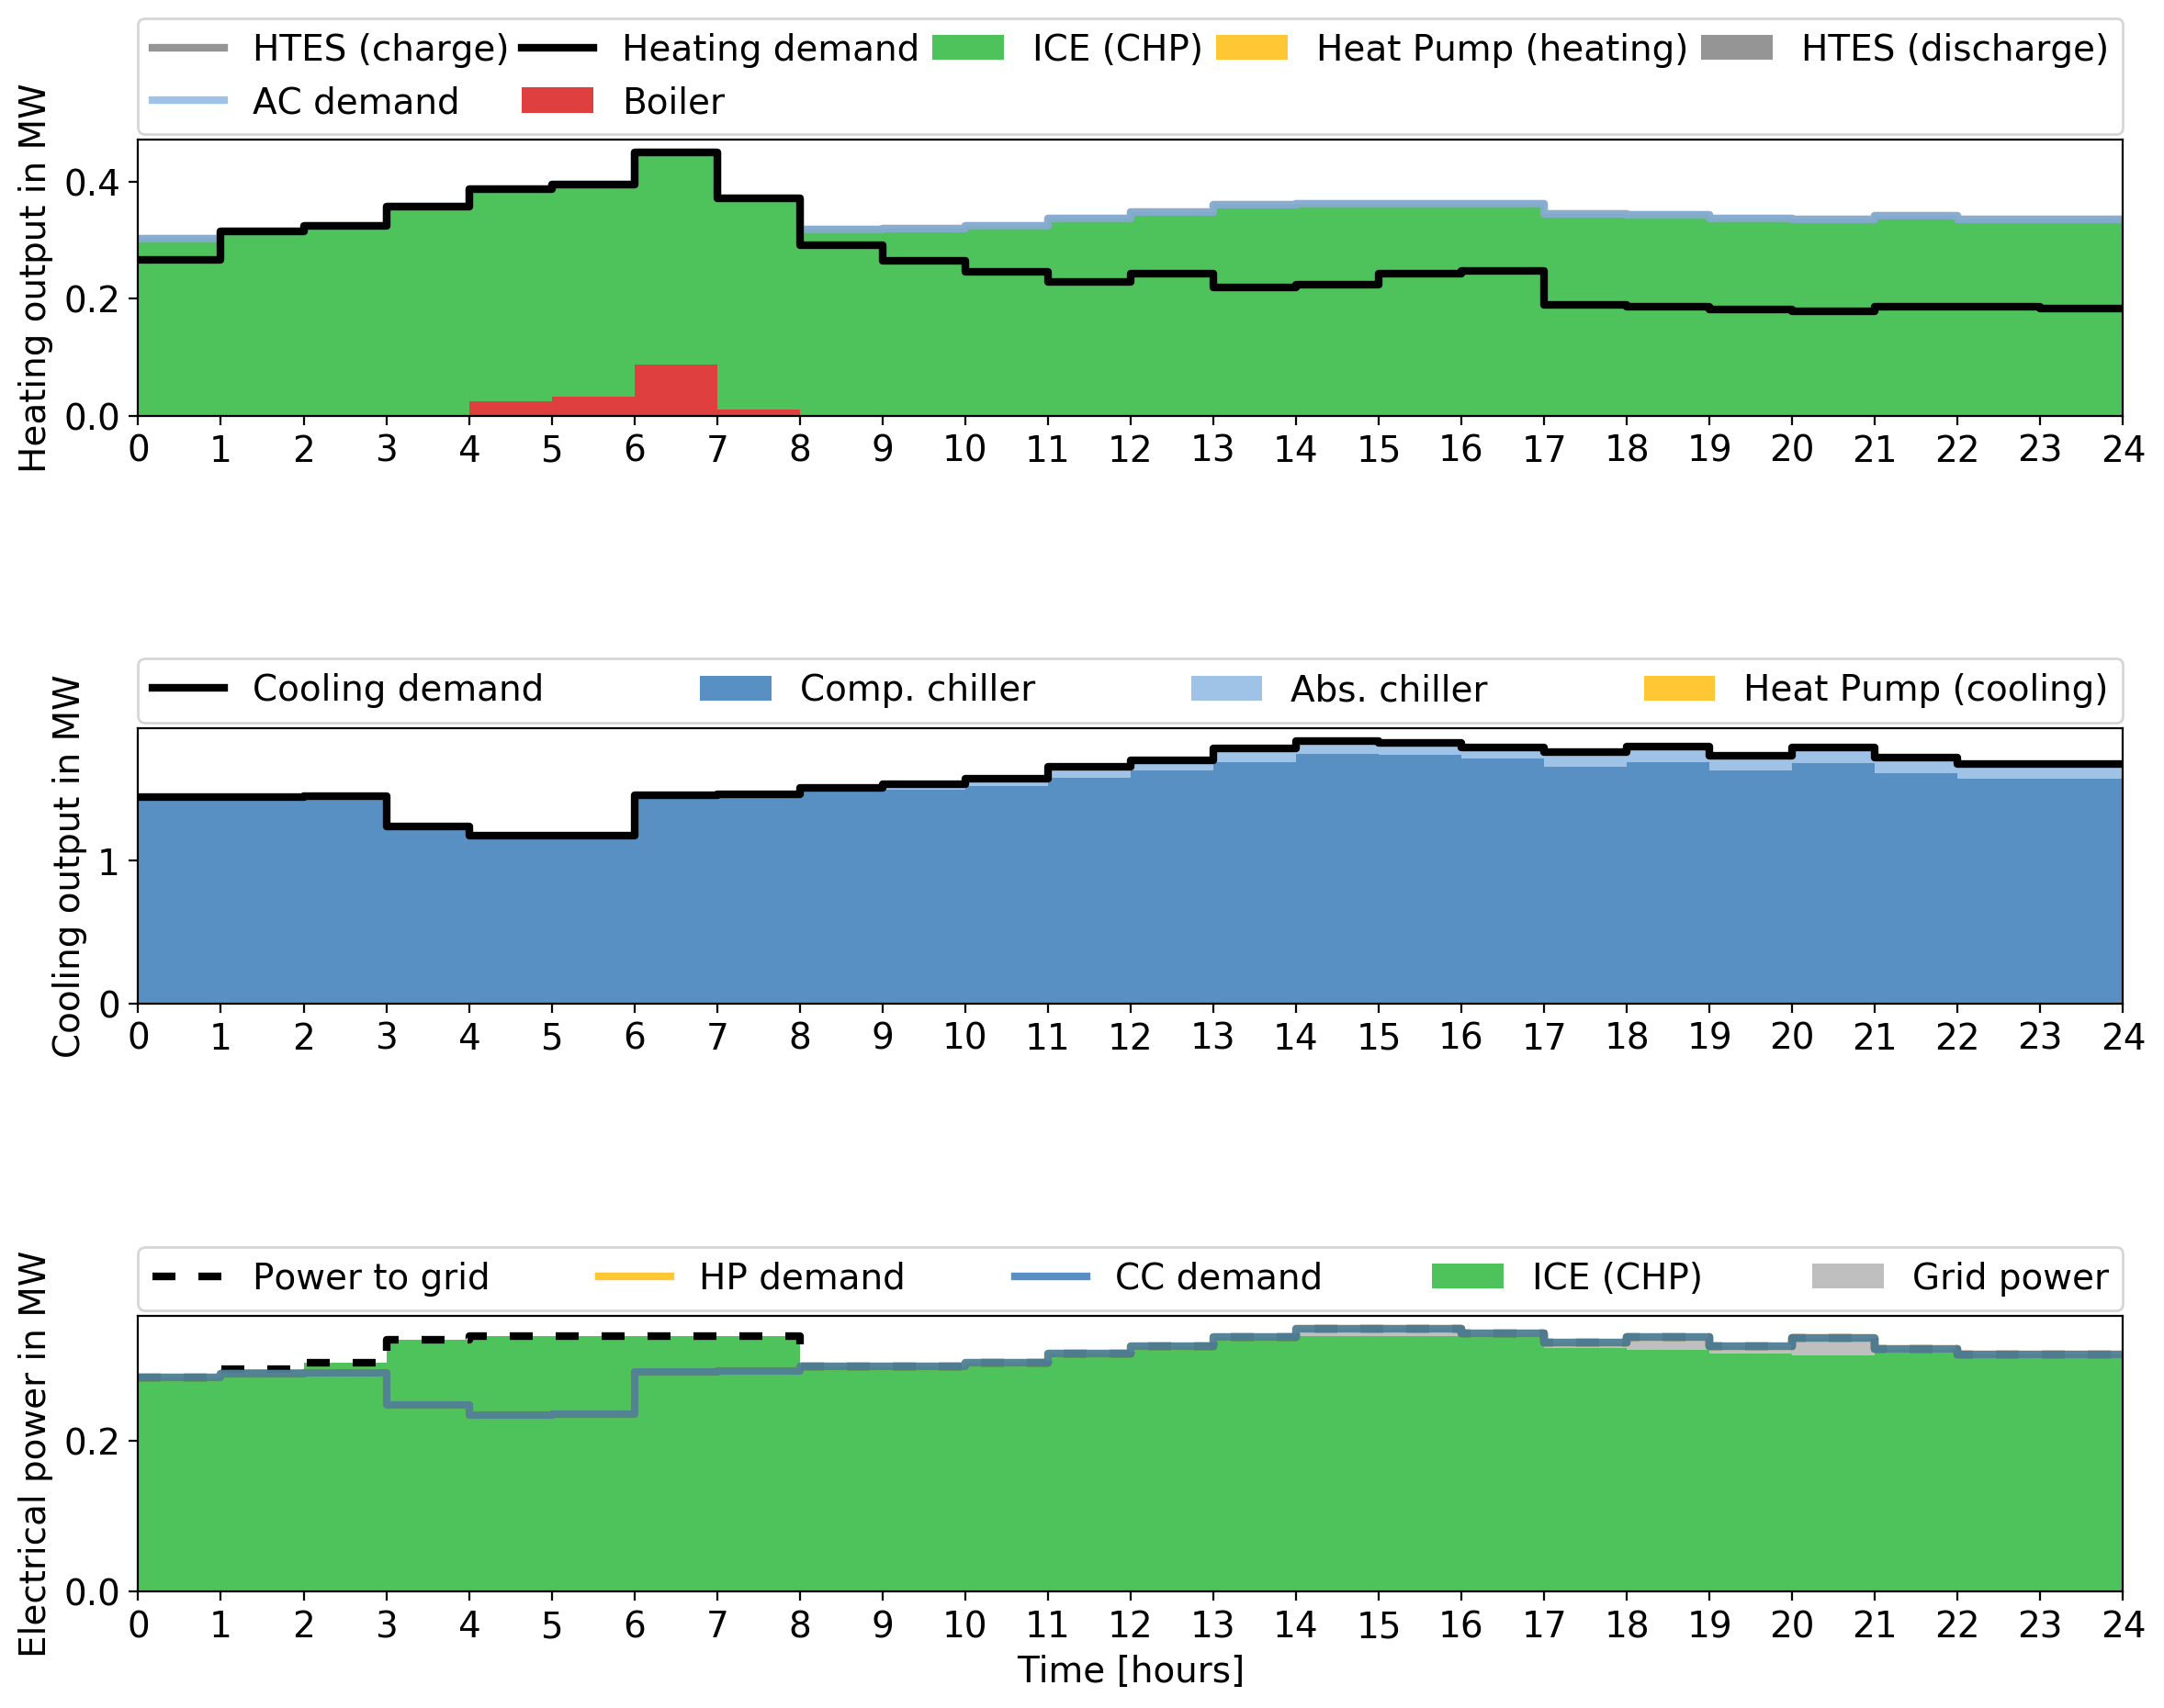 HTES (charge) Heating demand ICE (CHP) Heat Pump (heating) HTES (discharge)
AC demand Boiler
Heating output in MW
0.4
0.2
0.0
0 1 2 3 4 5 6 7 8 9 10 11 12 13 14 15 16 17 18 19 20 21 22 23 24
Cooling demand Comp. chiller Abs. chiller Heat Pump (cooling)
Cooling output in MW
1
0
0 1 2 3 4 5 6 7 8 9 10 11 12 13 14 15 16 17 18 19 20 21 22 23 24
Power to grid HP demand CC demand ICE (CHP) Grid power
Electrical power in MW
0.2
0.0
0 1 2 3 4 5 6 7 8 9 10 11 12 13 14 15 16 17 18 19 20 21 22 23 24
Time [hours]